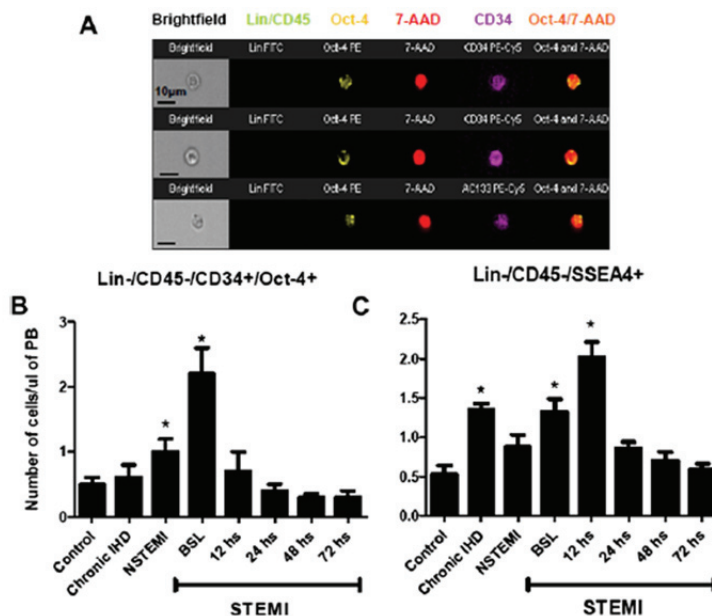 A
Brightfield Lin/CD45 Oct-4 7-AAD CD34 Oct-4/7-AAD
Brightfield Lin FITC Oct-4 PE 7-AAD CD34 PE-Cy5 Oct-4 and 7-AAD
10μm
Brightfield Lin FITC Oct-4 PE 7-AAD CD34 PE-Cy5 Oct-4 and 7-AAD
Brightfield Lin FITC Oct-4 PE 7-AAD AC133 PE-Cy5 Oct-4 and 7-AAD
Lin-/CD45-/CD34+/Oct-4+
B
Number of cells/ul of PB
3
2
1
0
* *
Control Chronic IHD NSTEMI BSL 12 hs 24 hs 48 hs 72 hs
STEMI
Lin-/CD45-/SSEA4+
C
2.5
2.0
1.5
1.0
0.5
0.0
* * *
Control Chronic IHD NSTEMI BSL 12 hs 24 hs 48 hs 72 hs
STEMI